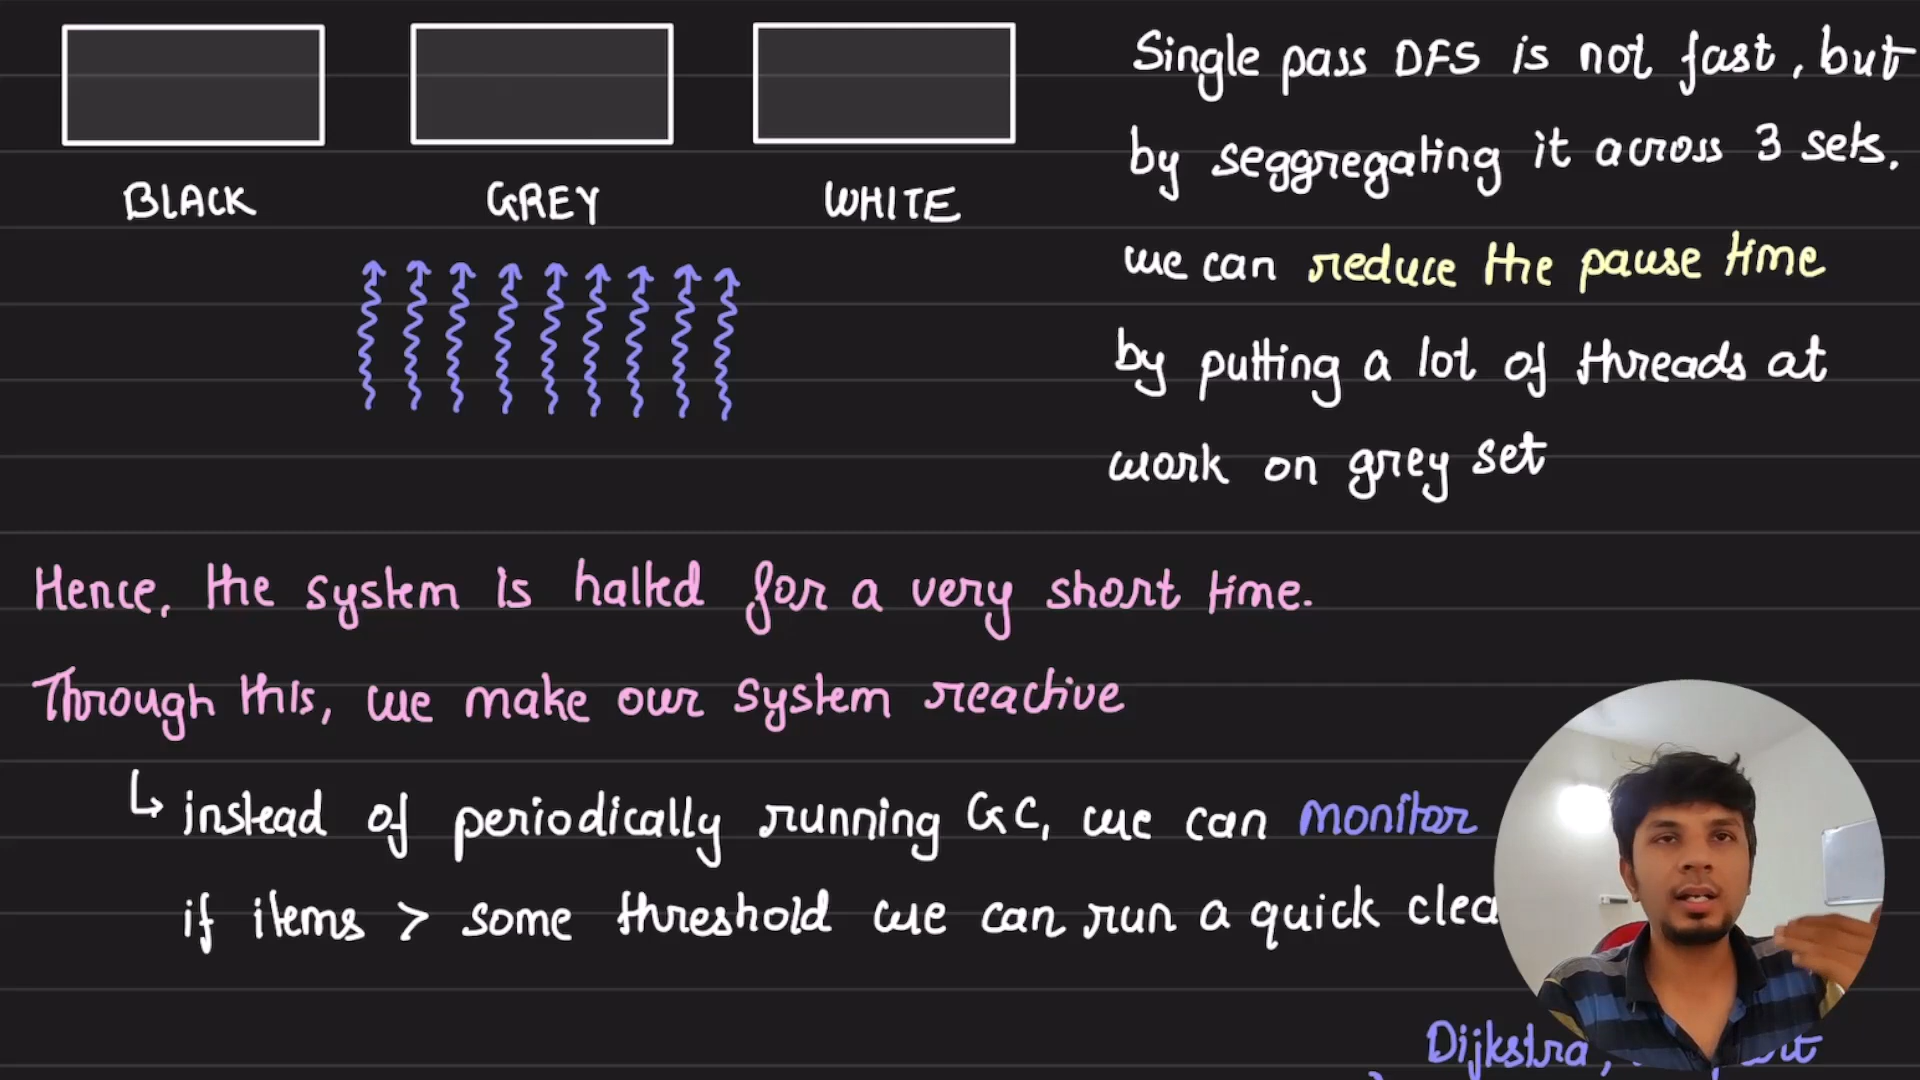 BLACK
GREY
WHITE
Single pass DFS is not fast, but
by seggregating it across 3 sets.
we can reduce the pause time
by putting a lot of threads at
work on grey set
Hence, the system is halted for a very short time.
Through this, we make our system reactive
↳ instead of periodically running GC, we can monitor
if items > some threshold we can run a quick clea
Dijkstra,